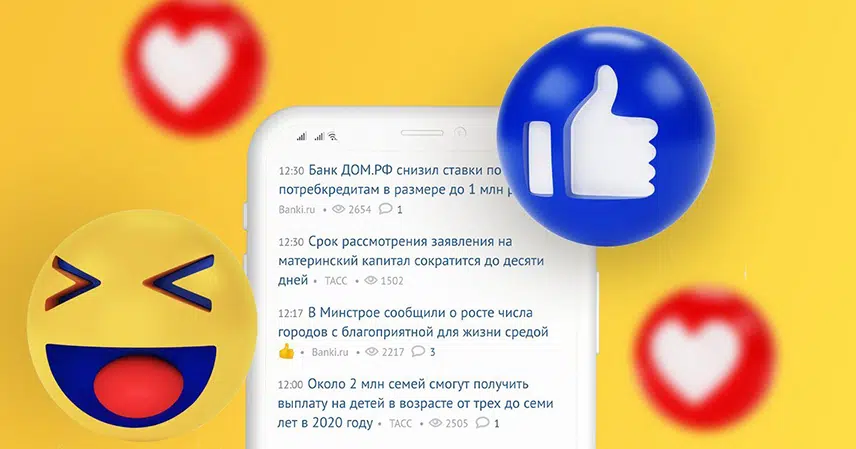 12:30 Банк ДОМ.РФ снизил ставки по
потребкредитам в размере до 1 млн
Banki.ru • 2654 1
12:30 Срок рассмотрения заявления на
материнский капитал сократится до десяти
дней • ТАСС • 1502
12:17 В Минстрое сообщили о росте числа
городов с благоприятной для жизни средой
• Banki.ru • 2217 3
12:00 Около 2 млн семей смогут получить
выплату на детей в возрасте от трех до семи
лет в 2020 году • ТАСС • 2505 1